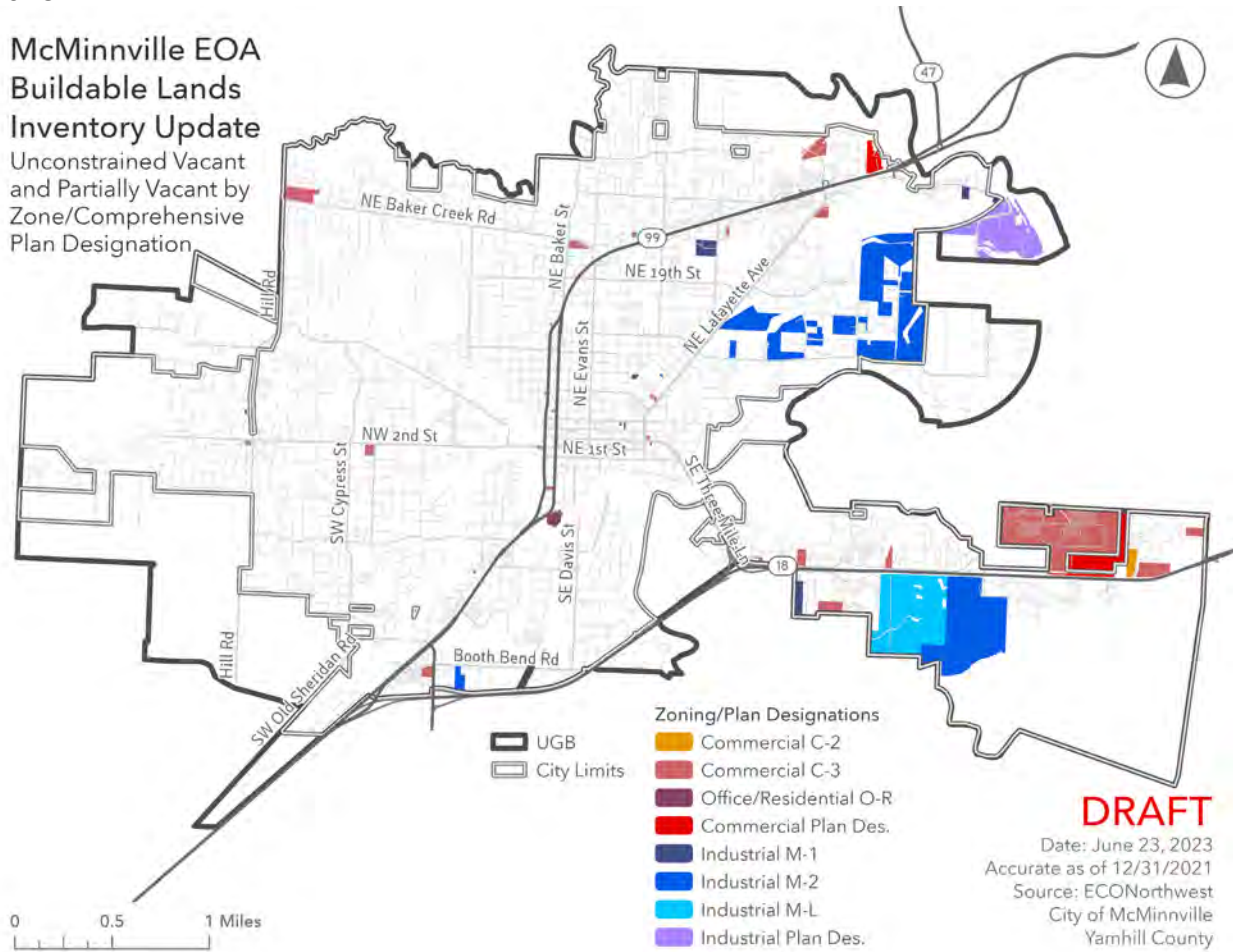 McMinnville EOA
Buildable Lands
Inventory Update
Unconstrained Vacant
and Partially Vacant by
Zone/Comprehensive
Plan Designation
47
NE Baker Creek Rd
NE Baker St
99
NE 19th St
Hill Rd
NE Lafayette Ave
NE Evans St
NW 2nd St
NE 1st St
SW Cypress St
SE Three Mile Ln
SE Davis St
18
Hill Rd
Booth Bend Rd
SW Old Sheridan Rd
UGB
City Limits
Zoning/Plan Designations
Commercial C-2
Commercial C-3
Office/Residential O-R
Commercial Plan Des.
Industrial M-1
Industrial M-2
Industrial M-L
Industrial Plan Des.
DRAFT
Date: June 23, 2023
Accurate as of 12/31/2021
Source: ECONorthwest
City of McMinnville
Yamhill County
0 0.5 1 Miles